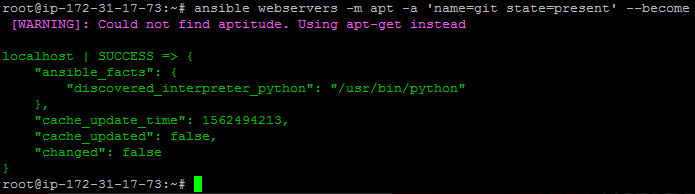 root@ip-172-31-17-73:~# ansible webservers -m apt -a 'name=git state=present' --become
[WARNING]: Could not find aptitude. Using apt-get instead
localhost | SUCCESS => {
"ansible_facts": {
"discovered_interpreter_python": "/usr/bin/python"
},
"cache_update_time": 1562494213,
"cache_updated": false,
"changed": false
}
root@ip-172-31-17-73:~#